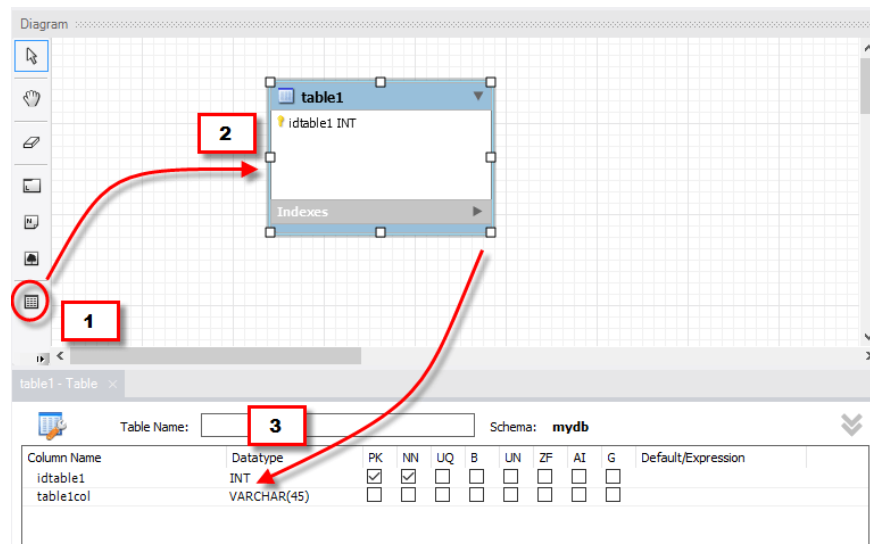 Diagram
table1
2
idtable1 INT
Indexes
1
table1 - Table ×
Table Name: 3 Schema: mydb
Column Name Datatype PK NN UQ B UN ZF AI G Default/Expression
idtable1 INT
table1col VARCHAR(45)